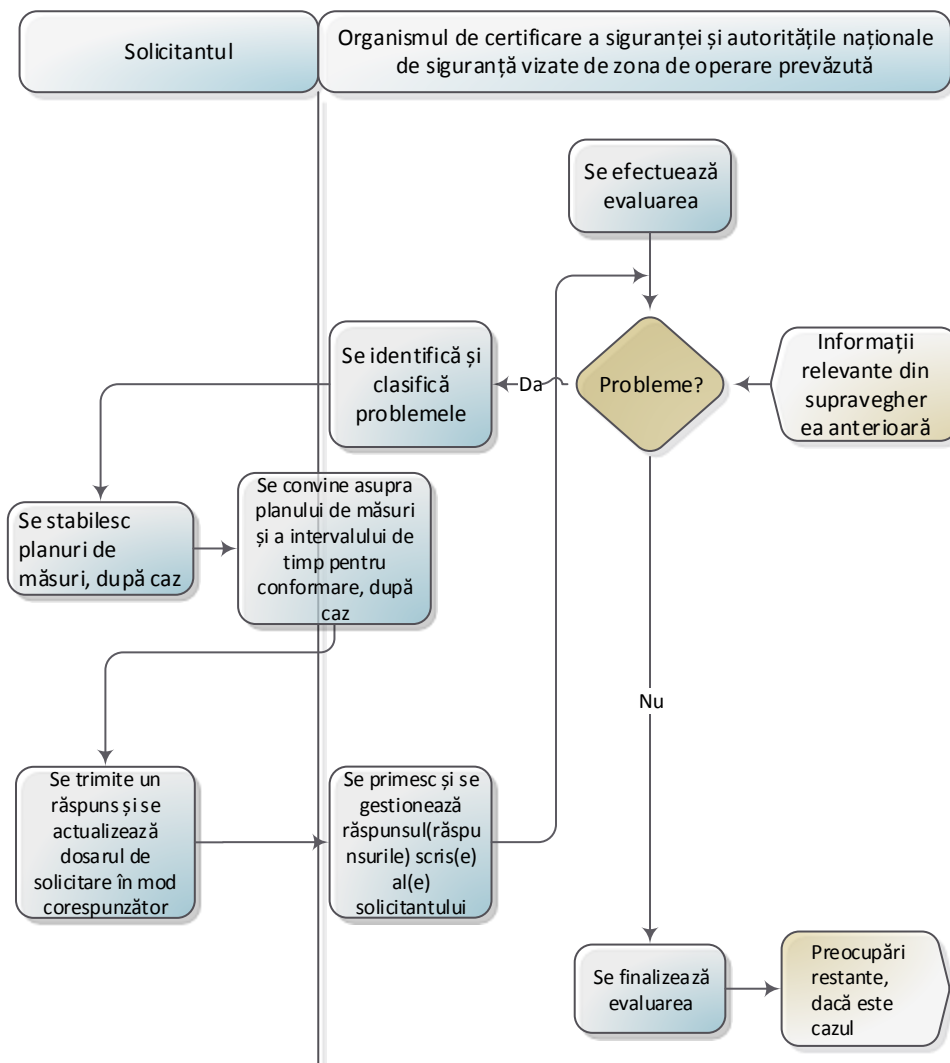 Solicitantul
Organismul de certificare a siguranței și autoritățile naționale
de siguranță vizate de zona de operare prevăzută
Se efectuează
evaluarea
Se identifică și
clasifică
problemele
Da
Probleme?
Informații
relevante din
supravegher
ea anterioară
Se stabilesc
planuri de
măsuri, după caz
Se convine asupra
planului de măsuri
și a intervalului de
timp pentru
conformare, după
caz
Nu
Se trimite un
răspuns și se
actualizează
dosarul de
solicitare în mod
corespunzător
Se primesc și se
gestionează
răspunsul(răspu
nsurile) scris(e)
al(e)
solicitantului
Se finalizează
evaluarea
Preocupări
restante,
dacă este
cazul